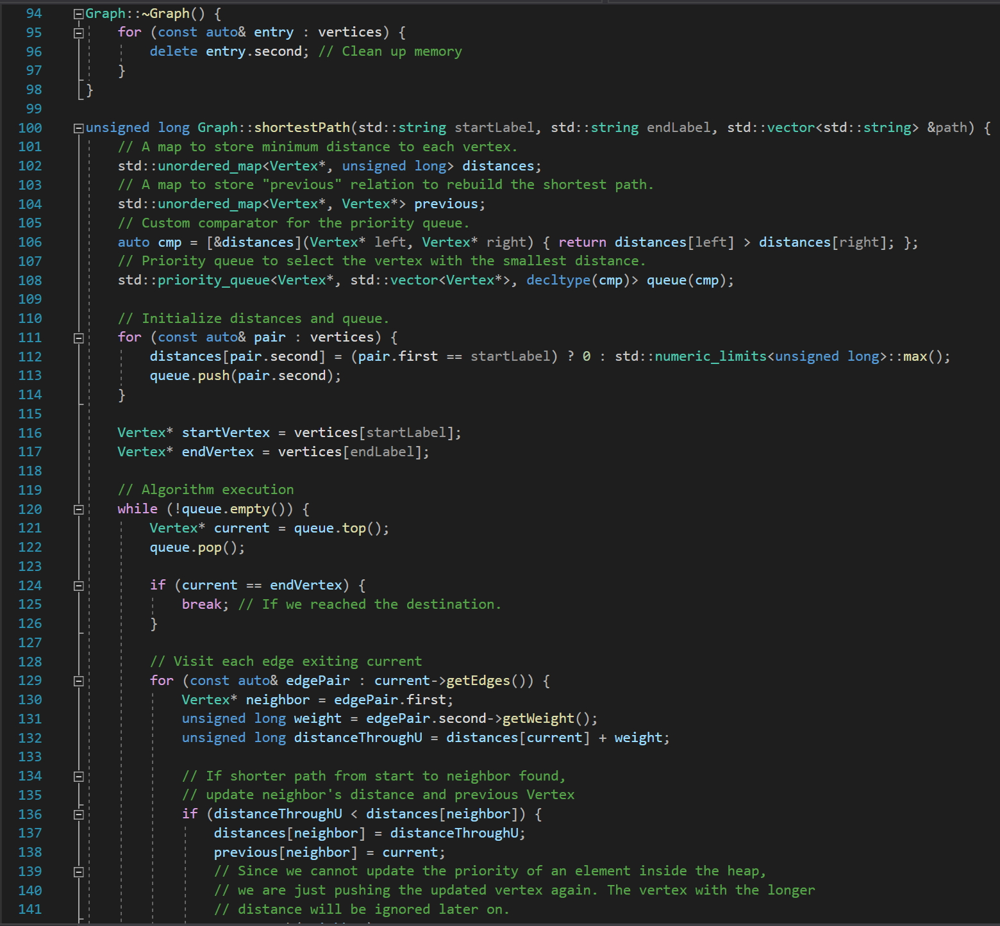 94 Graph::~Graph() {
95 for (const auto& entry : vertices) {
96 delete entry.second; // Clean up memory
97 }
98 }
99
100 unsigned long Graph::shortestPath(std::string startLabel, std::string endLabel, std::vector<std::string> &path) {
101 // A map to store minimum distance to each vertex.
102 std::unordered_map<Vertex*, unsigned long> distances;
103 // A map to store "previous" relation to rebuild the shortest path.
104 std::unordered_map<Vertex*, Vertex*> previous;
105 // Custom comparator for the priority queue.
106 auto cmp = [&distances](Vertex* left, Vertex* right) { return distances[left] > distances[right]; };
107 // Priority queue to select the vertex with the smallest distance.
108 std::priority_queue<Vertex*, std::vector<Vertex*>, decltype(cmp)> queue(cmp);
109
110 // Initialize distances and queue.
111 for (const auto& pair : vertices) {
112 distances[pair.second] = (pair.first == startLabel) ? 0 : std::numeric_limits<unsigned long>::max();
113 queue.push(pair.second);
114 }
115
116 Vertex* startVertex = vertices[startLabel];
117 Vertex* endVertex = vertices[endLabel];
118
119 // Algorithm execution
120 while (!queue.empty()) {
121 Vertex* current = queue.top();
122 queue.pop();
123
124 if (current == endVertex) {
125 break; // If we reached the destination.
126 }
127
128 // Visit each edge exiting current
129 for (const auto& edgePair : current->getEdges()) {
130 Vertex* neighbor = edgePair.first;
131 unsigned long weight = edgePair.second->getWeight();
132 unsigned long distanceThroughU = distances[current] + weight;
133
134 // If shorter path from start to neighbor found,
135 // update neighbor's distance and previous Vertex
136 if (distanceThroughU < distances[neighbor]) {
137 distances[neighbor] = distanceThroughU;
138 previous[neighbor] = current;
139 // Since we cannot update the priority of an element inside the heap,
140 // we are just pushing the updated vertex again. The vertex with the longer
141 // distance will be ignored later on.